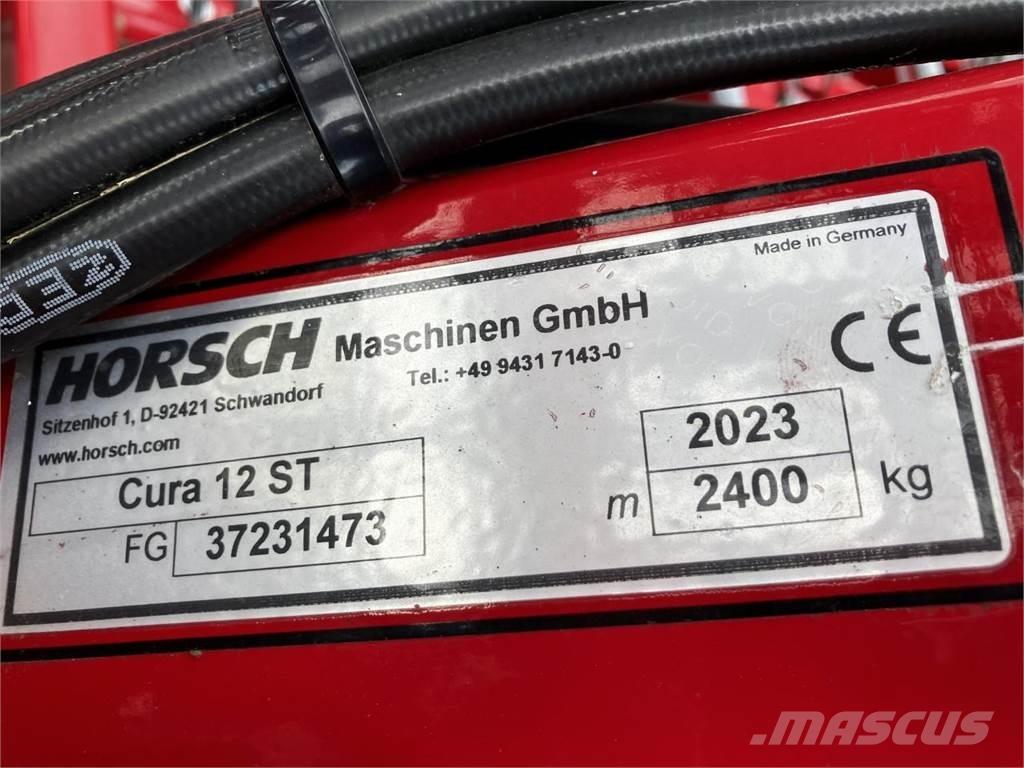 Made in Germany
HORSCH Maschinen GmbH
Sitzenhof 1, D-92421 Schwandorf
Tel.: +49 9431 7143-0
www.horsch.com
CE
Cura 12 ST
2023
FG 37231473
m 2400 kg
MASCUS